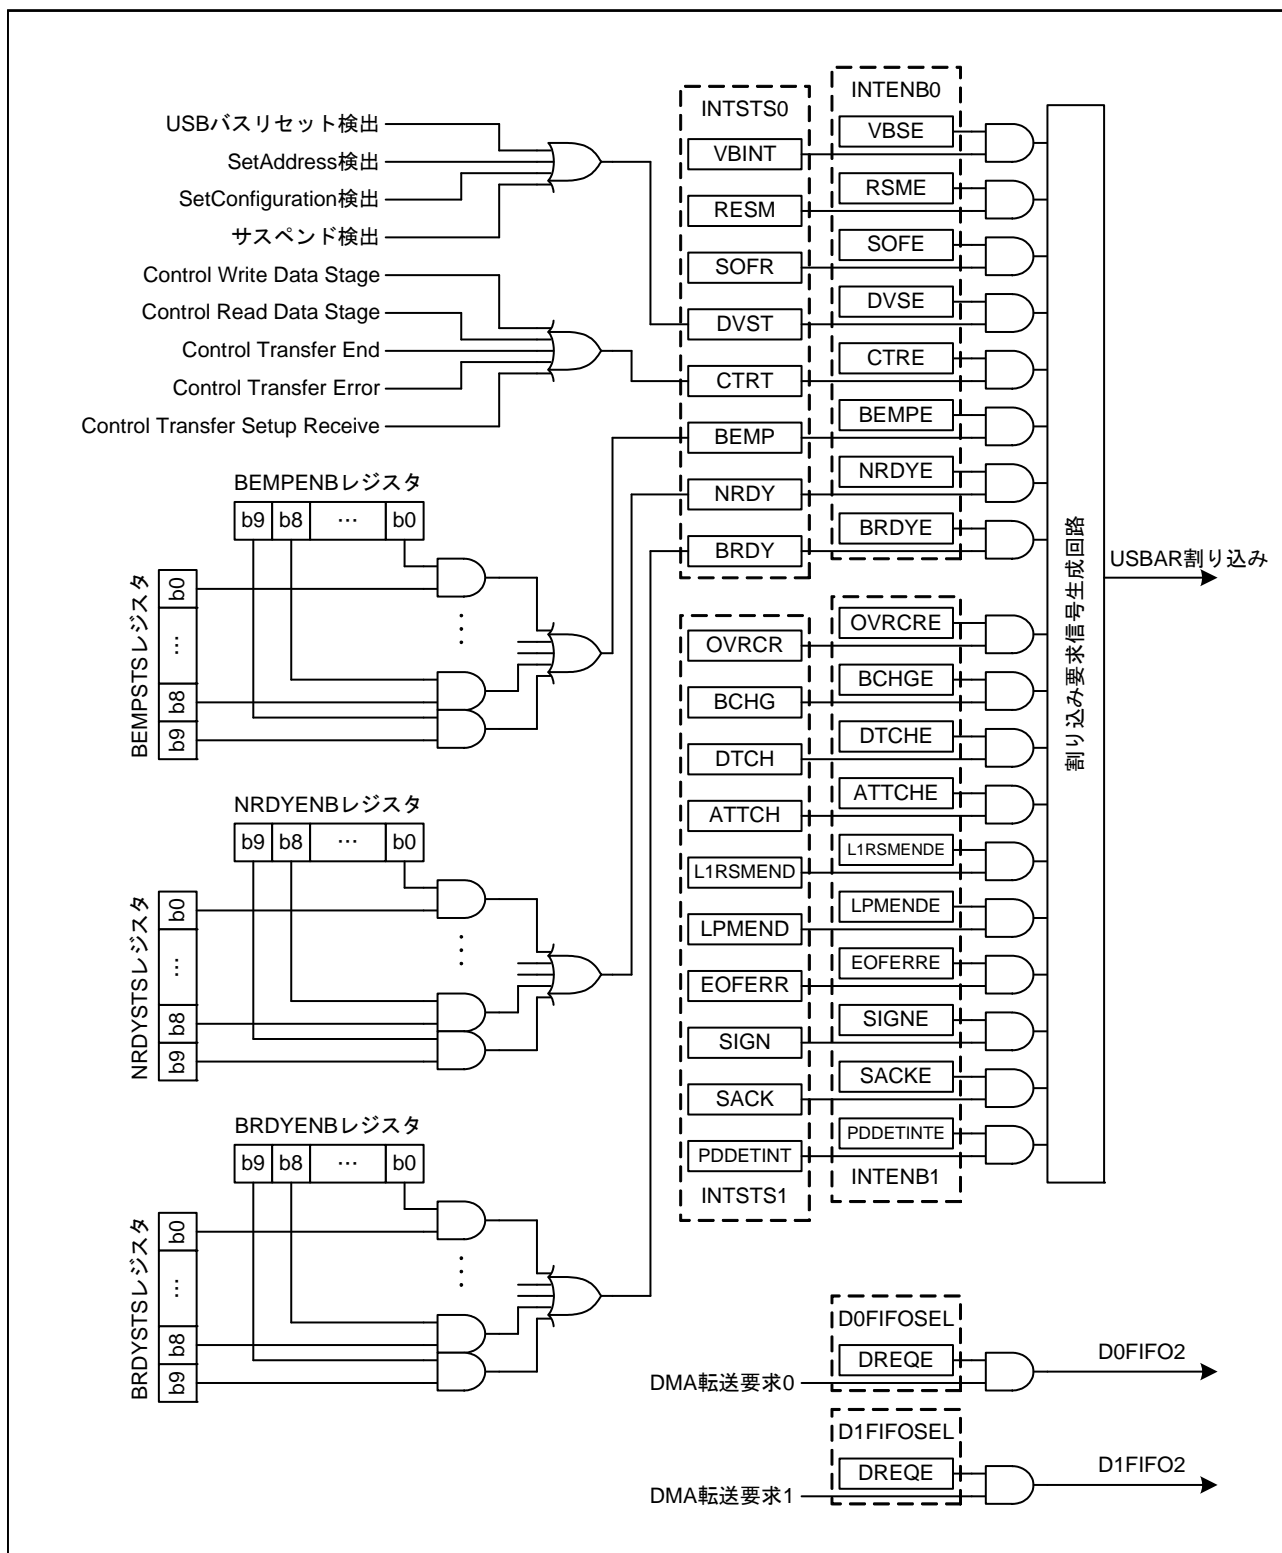 USBバスリセット検出
SetAddress検出
SetConfiguration検出
サスペンド検出
Control Write Data Stage
Control Read Data Stage
Control Transfer End
Control Transfer Error
Control Transfer Setup Receive
BEMPENBレジスタ
b9 b8 … b0
BEMPSTSレジスタ
b0
…
b8
b9
NRDYENBレジスタ
b9 b8 … b0
NRDYSTSレジスタ
b0
…
b8
b9
BRDYENBレジスタ
b9 b8 … b0
BRDYSTSレジスタ
b0
…
b8
b9
INTSTS0
VBINT
RESM
SOFR
DVST
CTRT
BEMP
NRDY
BRDY
INTENB0
VBSE
RSME
SOFE
DVSE
CTRE
BEMPE
NRDYE
BRDYE
OVRCR
BCHG
DTCH
ATTCH
L1RSMEND
LPMEND
EOFERR
SIGN
SACK
PDDETINT
INTSTS1
OVRCRE
BCHGE
DTCHE
ATTCHE
L1RSMENDE
LPMENDE
EOFERRE
SIGNE
SACKE
PDDETINTE
INTENB1
割り込み要求信号生成回路
USBAR割り込み
D0FIFOSEL
DREQE
DMA転送要求0
D0FIFO2
D1FIFOSEL
DREQE
DMA転送要求1
D1FIFO2